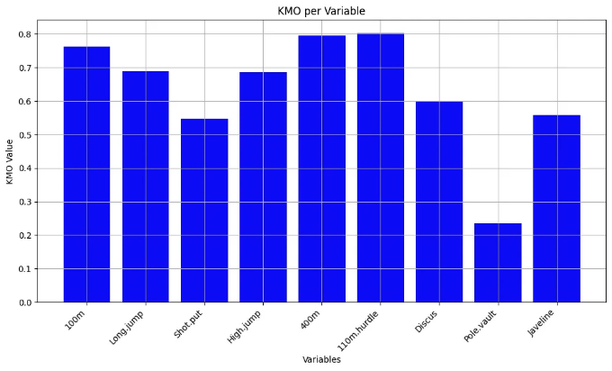 KMO per Variable
KMO Value
0.8
0.7
0.6
0.5
0.4
0.3
0.2
0.1
0.0
100m
Long.jump
Shot.put
High.jump
400m
110m.hurdle
Discus
Pole.vault
Javeline
Variables